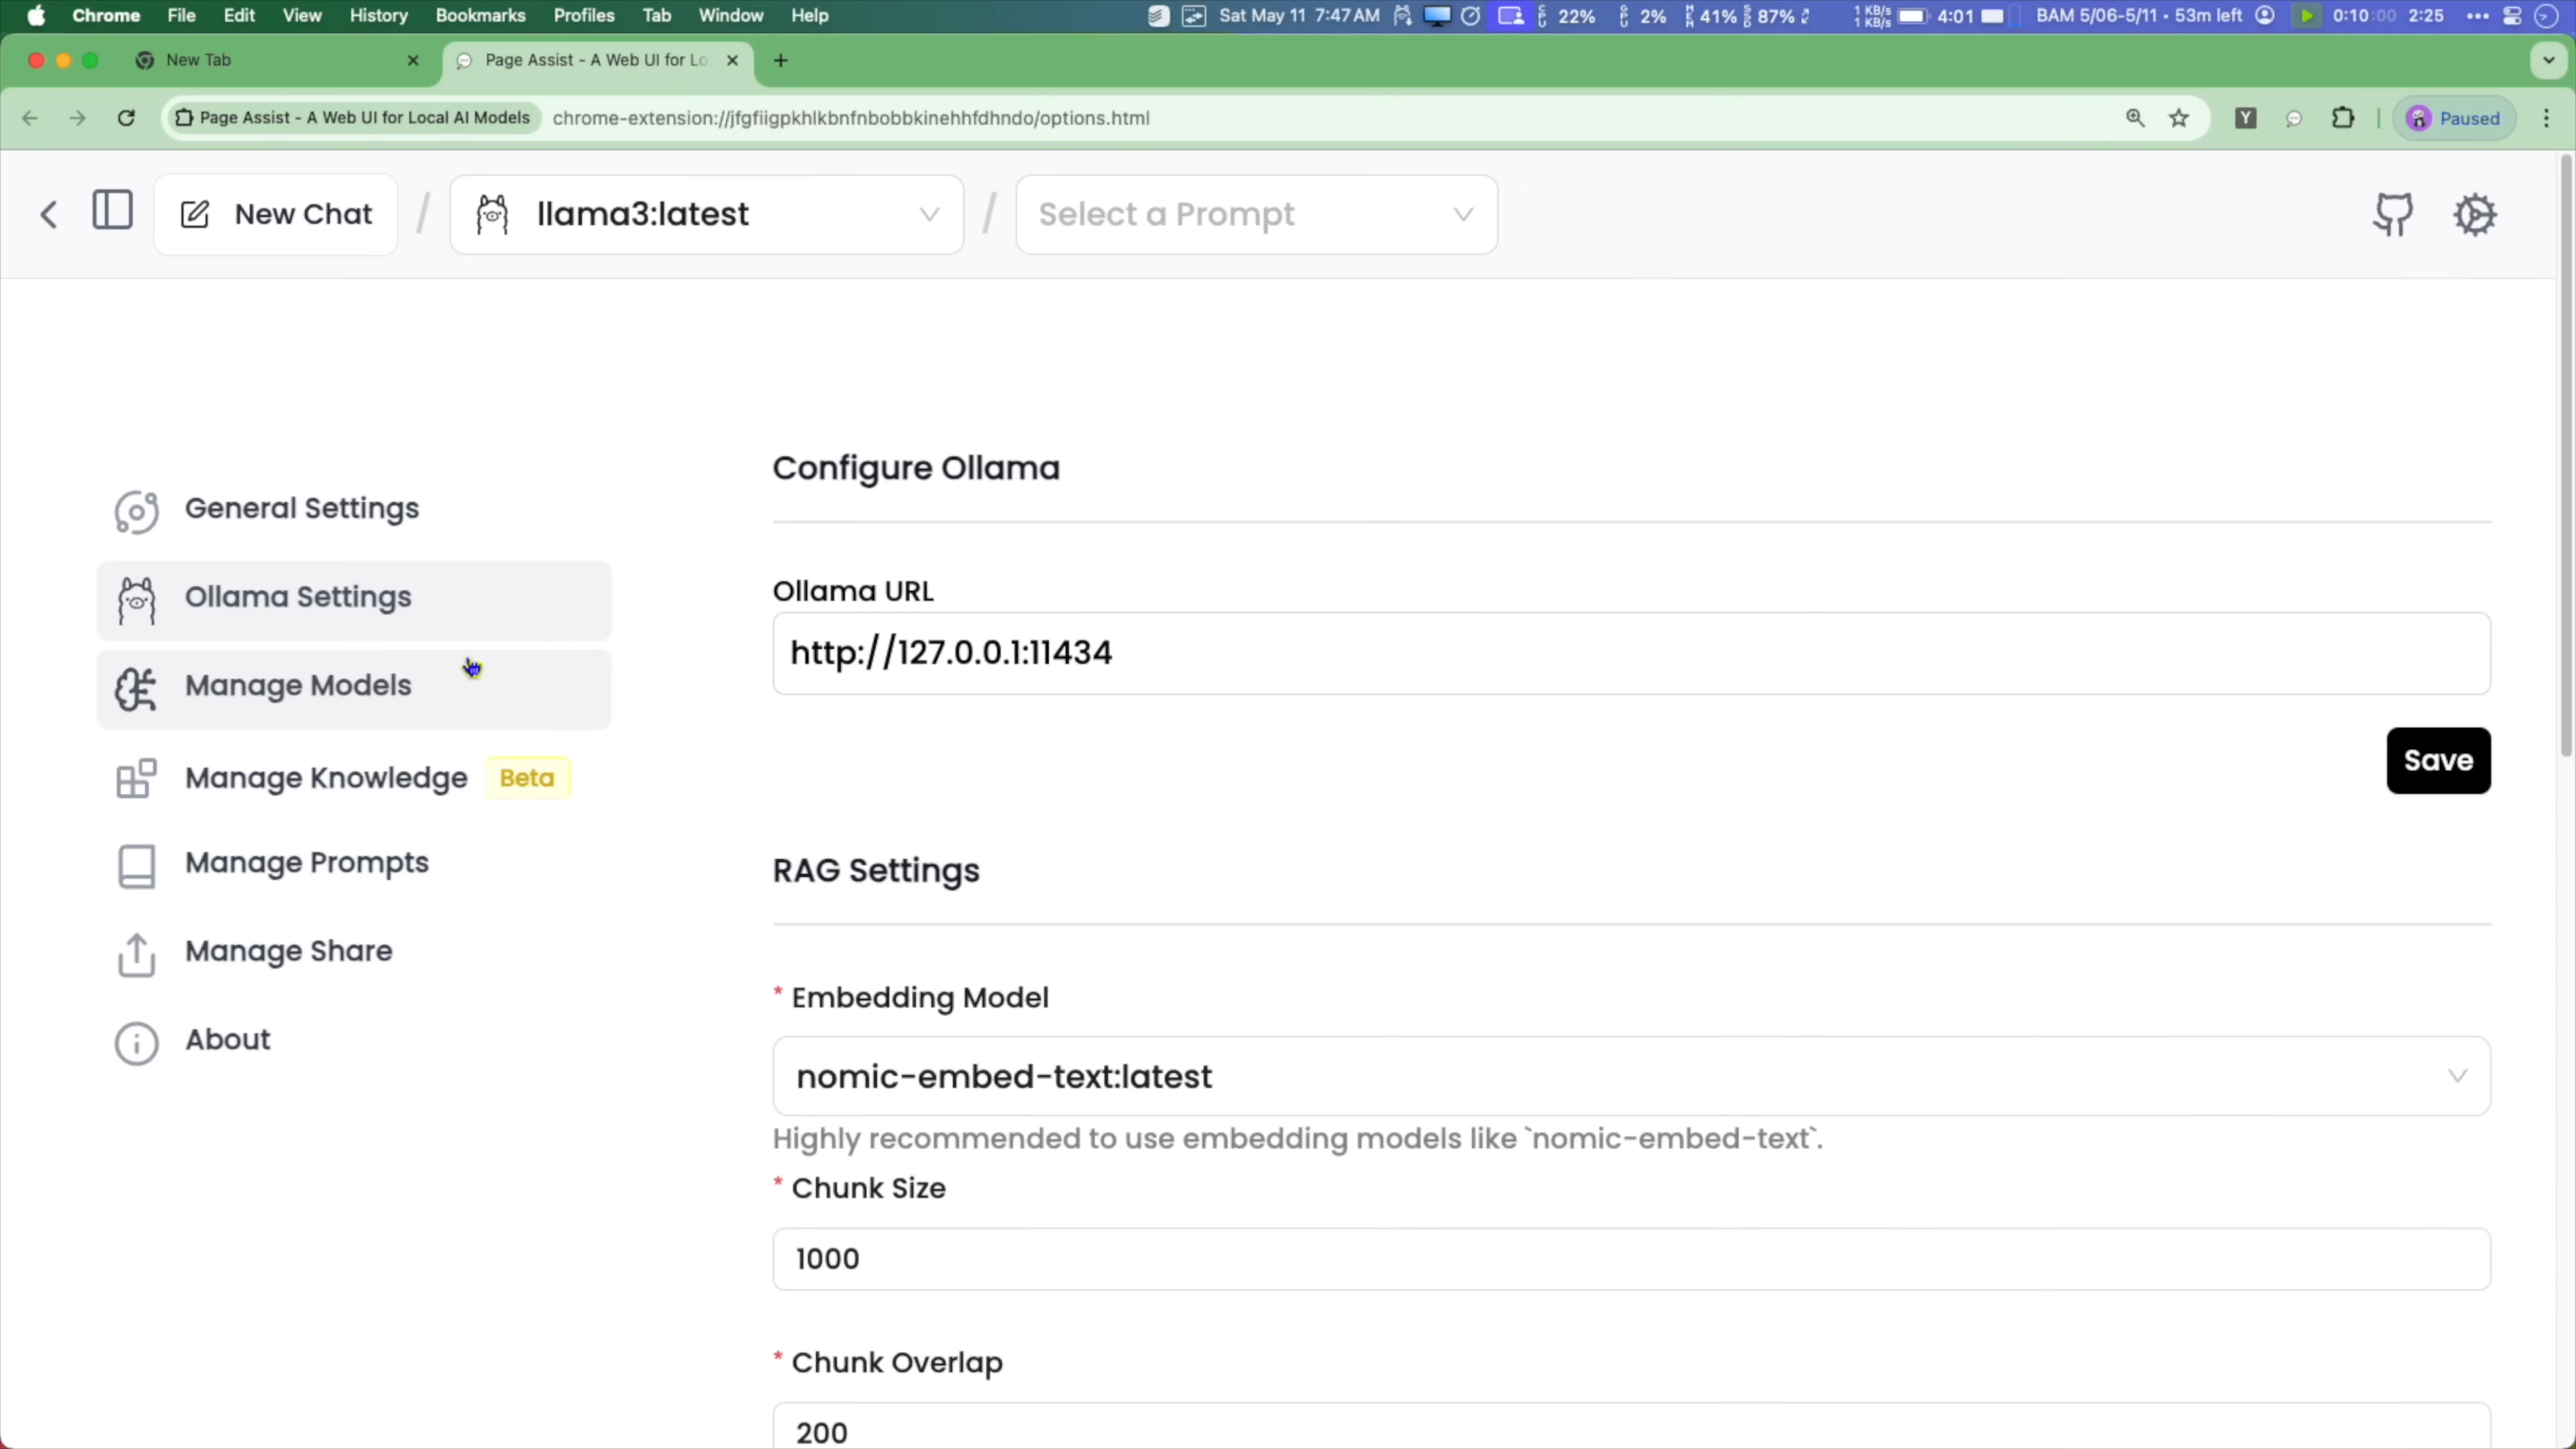 Chrome File Edit View History Bookmarks Profiles Tab Window Help Sat May 11 7:47 AM 22% 2% 41% 87% 1 KB/s 1 KB/s 4:01 BAM 5/06-5/11 • 53m left 0:10:00 2:25
New Tab Page Assist - A Web UI for Lo
Page Assist - A Web UI for Local AI Models chrome-extension://jfgfiigpkhlkbnfnbobbkinehhfdhndo/options.html Y Paused
New Chat / llama3:latest / Select a Prompt
General Settings
Ollama Settings
Manage Models
Manage Knowledge Beta
Manage Prompts
Manage Share
About
Configure Ollama
Ollama URL
http://127.0.0.1:11434
Save
RAG Settings
* Embedding Model
nomic-embed-text:latest
Highly recommended to use embedding models like `nomic-embed-text`.
* Chunk Size
1000
* Chunk Overlap
200